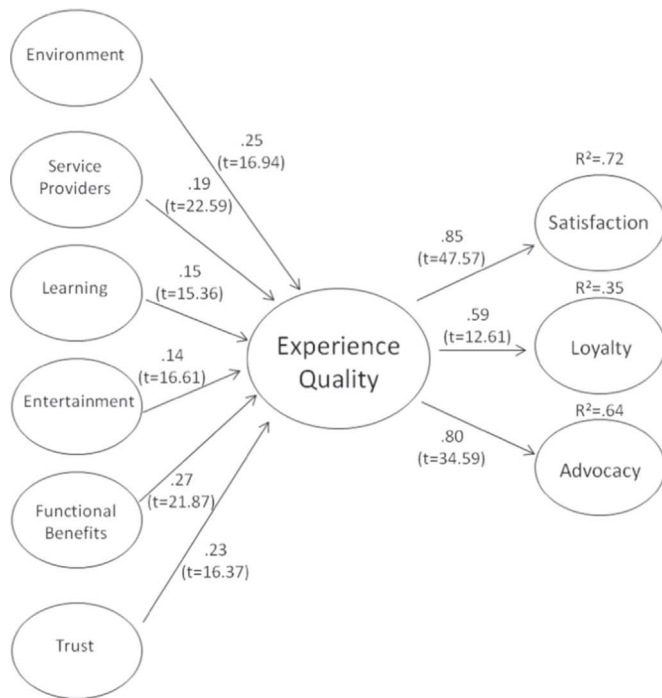 Environment
.25
(t=16.94)
Service
Providers
.19
(t=22.59)
Learning
.15
(t=15.36)
Entertainment
.14
(t=16.61)
Functional
Benefits
.27
(t=21.87)
Trust
.23
(t=16.37)
Experience
Quality
R²=.72
.85
(t=47.57)
Satisfaction
R²=.35
.59
(t=12.61)
Loyalty
R²=.64
.80
(t=34.59)
Advocacy